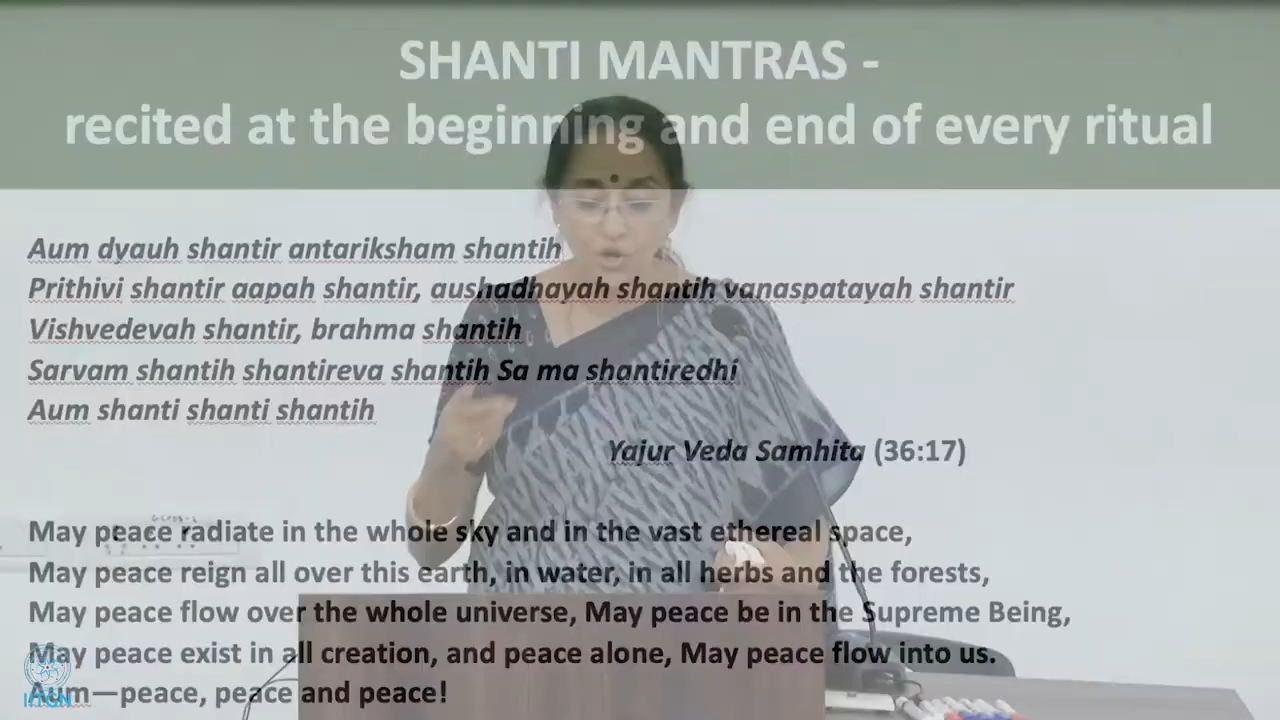 SHANTI MANTRAS -
recited at the beginning and end of every ritual
Aum dyauh shantir antariksham shantih
Prithivi shantir aapah shantir, aushadhayah shantih vanaspatayah shantir
Vishvedevah shantir, brahma shantih
Sarvam shantih shantireva shantih Sa ma shantiredhi
Aum shanti shanti shantih
Yajur Veda Samhita (36:17)
May peace radiate in the whole sky and in the vast ethereal space,
May peace reign all over this earth, in water, in all herbs and the forests,
May peace flow over the whole universe, May peace be in the Supreme Being,
May peace exist in all creation, and peace alone, May peace flow into us.
Aum—peace, peace and peace!
IITGN